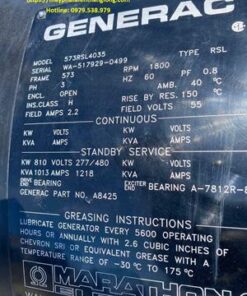 Hotline: 0979.538.979
GENERAC
MODEL 573RSL4035 TYPE RSL
SERIAL WA-517929-0499
FRAME 573 RPM 1800
PH 3 HZ 60 PF 0.8
ENCL OPEN AMB 40 °C
INS CLASS H RISE BY RES. 150 °C
FIELD AMPS 2.2 FIELD VOLTS 55
CONTINUOUS
KW VOLTS KW VOLTS
KVA AMPS KVA AMPS
STANDBY SERVICE
KW 810 VOLTS 277/480 KW VOLTS
KVA 1013 AMPS 1218 KVA AMPS
END BEARING EXCITER END BEARING A-7812R-
GENERAC PART NO. A8425
GREASING INSTRUCTIONS
LUBRICATE GENERATOR EVERY 5600 OPERATING
HOURS OR ANNUALLY WITH 2.6 CUBIC INCHES OF
CHEVRON SRI OR EQUIVALENT GREASE WITH A
TEMPERATURE RANGE OF -30°C TO 175°C
MARATHON